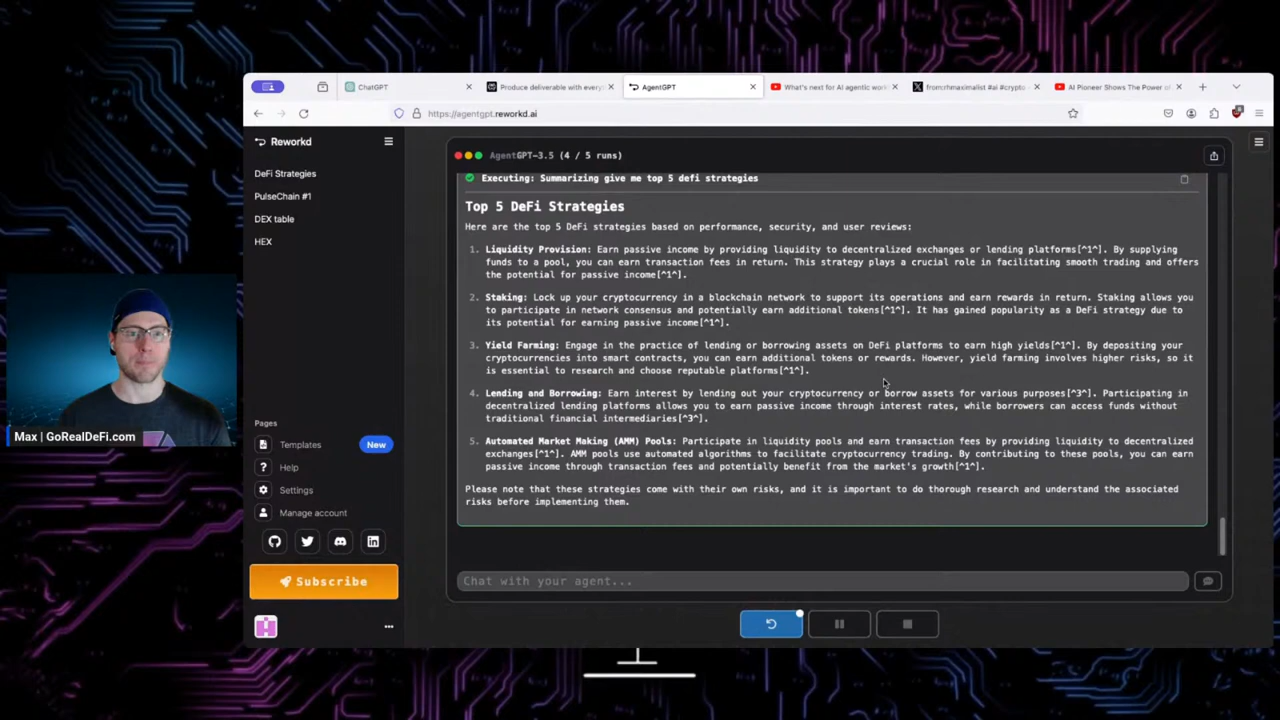 ChatGPT
Produce deliverable with every
AgentGPT
What's next for AI agentic work
from:rhmaximalist #ai #crypto
AI Pioneer Shows The Power of
https://agentgpt.reworkd.ai
Reworkd
DeFi Strategies
PulseChain #1
DEX table
HEX
Pages
Templates
New
Help
Settings
Manage account
Subscribe
AgentGPT-3.5 (4 / 5 runs)
Executing: Summarizing give me top 5 defi strategies
Top 5 DeFi Strategies
Here are the top 5 DeFi strategies based on performance, security, and user reviews:
1. Liquidity Provision: Earn passive income by providing liquidity to decentralized exchanges or lending platforms[^1^]. By supplying
funds to a pool, you can earn transaction fees in return. This strategy plays a crucial role in facilitating smooth trading and offers
the potential for passive income[^1^].
2. Staking: Lock up your cryptocurrency in a blockchain network to support its operations and earn rewards in return. Staking allows you
to participate in network consensus and potentially earn additional tokens[^1^]. It has gained popularity as a DeFi strategy due to
its potential for earning passive income[^1^].
3. Yield Farming: Engage in the practice of lending or borrowing assets on DeFi platforms to earn high yields[^1^]. By depositing your
cryptocurrencies into smart contracts, you can earn additional tokens or rewards. However, yield farming involves higher risks, so it
is essential to research and choose reputable platforms[^1^].
4. Lending and Borrowing: Earn interest by lending out your cryptocurrency or borrow assets for various purposes[^3^]. Participating in
decentralized lending platforms allows you to earn passive income through interest rates, while borrowers can access funds without
traditional financial intermediaries[^3^].
5. Automated Market Making (AMM) Pools: Participate in liquidity pools and earn transaction fees by providing liquidity to decentralized
exchanges[^1^]. AMM pools use automated algorithms to facilitate cryptocurrency trading. By contributing to these pools, you can earn
passive income through transaction fees and potentially benefit from the market's growth[^1^].
Please note that these strategies come with their own risks, and it is important to do thorough research and understand the associated
risks before implementing them.
Chat with your agent...
Max | GoRealDeFi.com